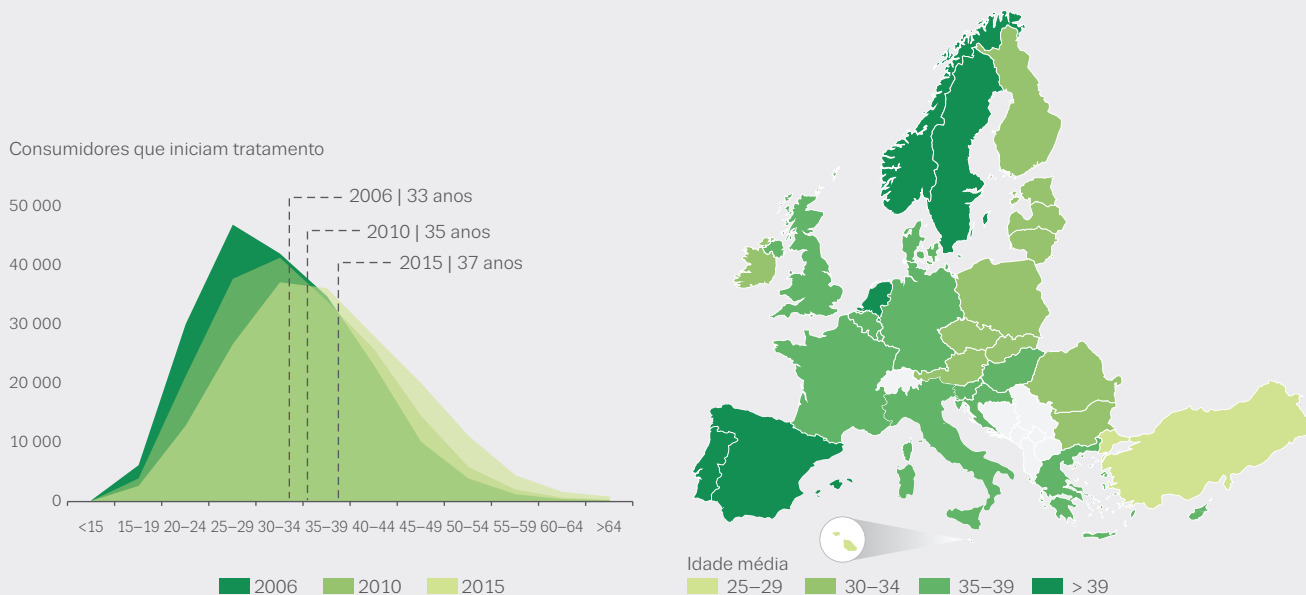 Consumidores que iniciam tratamento
50 000
40 000
30 000
20 000
10 000
0
2006 | 33 anos
2010 | 35 anos
2015 | 37 anos
<15 15–19 20–24 25–29 30–34 35–39 40–44 45–49 50–54 55–59 60–64 >64
2006 2010 2015
Idade média
25–29 30–34 35–39 > 39